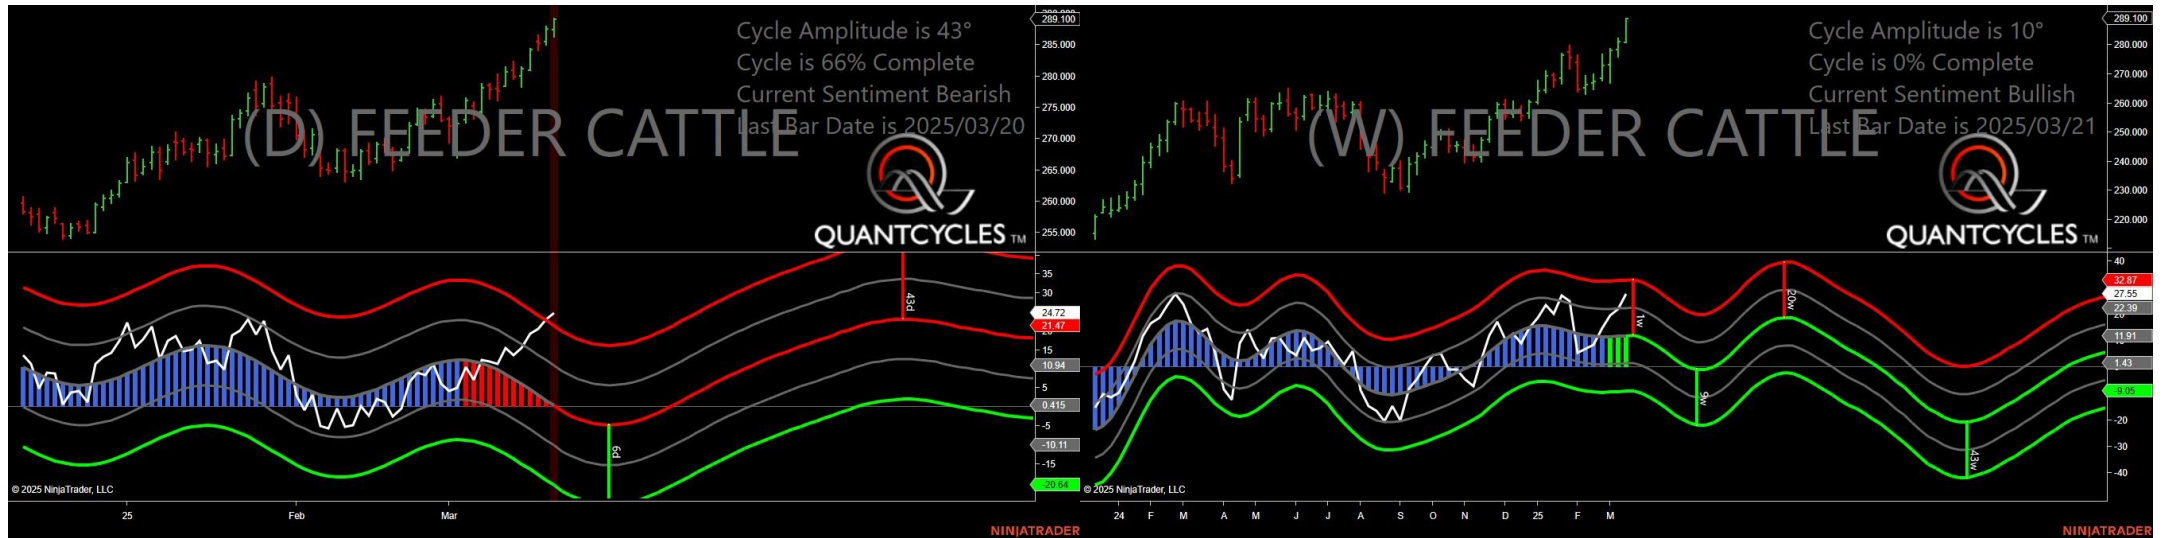 289.100
285.000
280.000
275.000
270.000
265.000
260.000
255.000
Cycle Amplitude is 43°
Cycle is 66% Complete
Current Sentiment Bearish
Last Bar Date is 2025/03/20
(D) FEEDER CATTLE
QUANTCYCLES TM
35
30
24.72
21.47
15
10.94
5
0.415
-5
-10.11
-15
-20.64
43d
6d
© 2025 NinjaTrader, LLC
25 Feb Mar
NINJATRADER
289.100
280.000
270.000
260.000
250.000
240.000
230.000
220.000
Cycle Amplitude is 10°
Cycle is 0% Complete
Current Sentiment Bullish
Last Bar Date is 2025/03/21
(W) FEEDER CATTLE
QUANTCYCLES TM
40
32.87
27.55
22.39
11.91
1.43
-9.05
-20
-30
-40
1w
20w
9w
43w
© 2025 NinjaTrader, LLC
24 F M A M J J A S O N D 25 F M
NINJATRADER